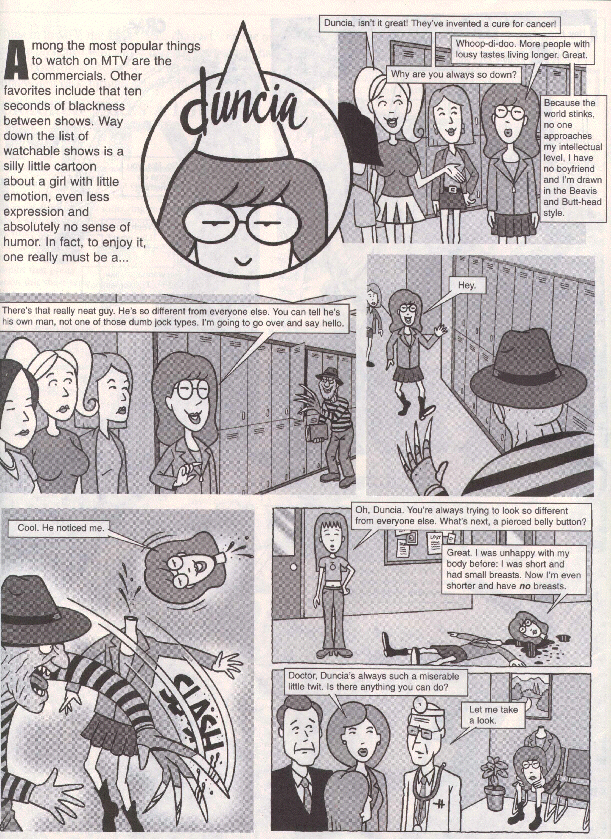 Among the most popular things
to watch on MTV are the
commercials. Other
favorites include that ten
seconds of blackness
between shows. Way
down the list of
watchable shows is a
silly little cartoon
about a girl with little
emotion, even less
expression and
absolutely no sense of
humor. In fact, to enjoy it,
one really must be a...
duncia
Duncia, isn't it great! They've invented a cure for cancer!
Whoop-di-doo. More people with
lousy tastes living longer. Great.
Why are you always so down?
Because the
world stinks,
no one
approaches
my intellectual
level, I have
no boyfriend
and I'm drawn
in the Beavis
and Butt-head
style.
There's that really neat guy. He's so different from everyone else. You can tell he's
his own man, not one of those dumb jock types. I'm going to go over and say hello.
Hey.
Cool. He noticed me.
SLASH
Oh, Duncia. You're always trying to look so different
from everyone else. What's next, a pierced belly button?
Great. I was unhappy with my
body before: I was short and
had small breasts. Now I'm even
shorter and have no breasts.
Doctor, Duncia's always such a miserable
little twit. Is there anything you can do?
Let me take
a look.